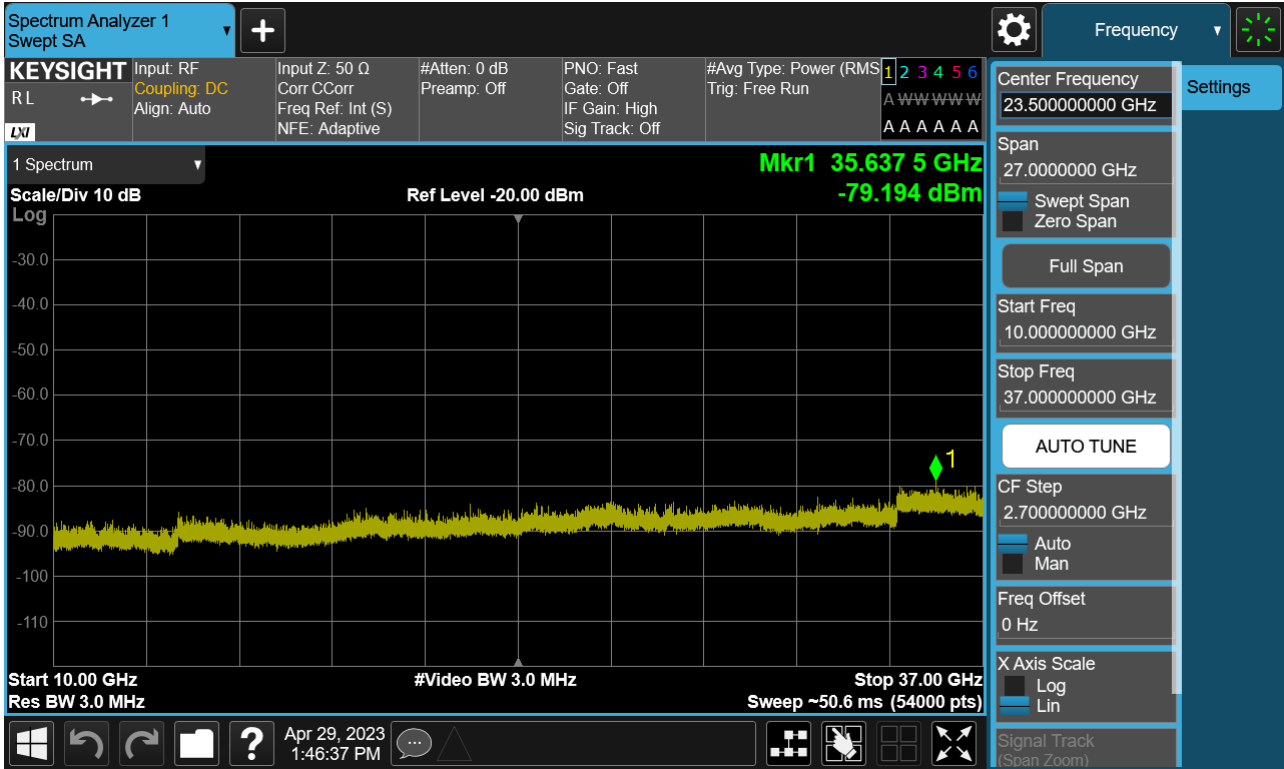 Spectrum Analyzer 1
Swept SA
Frequency
KEYSIGHT
R L
LXI
Input: RF
Coupling: DC
Align: Auto
Input Z: 50 Ω
Corr CCorr
Freq Ref: Int (S)
NFE: Adaptive
#Atten: 0 dB
Preamp: Off
PNO: Fast
Gate: Off
IF Gain: High
Sig Track: Off
#Avg Type: Power (RMS
Trig: Free Run
1 2 3 4 5 6
A W W W W W
A A A A A A
1 Spectrum
Mkr1 35.637 5 GHz
-79.194 dBm
Scale/Div 10 dB
Ref Level -20.00 dBm
Log
-30.0
-40.0
-50.0
-60.0
-70.0
1
-80.0
-90.0
-100
-110
Start 10.00 GHz
#Video BW 3.0 MHz
Stop 37.00 GHz
Res BW 3.0 MHz
Sweep ~50.6 ms (54000 pts)
?
Apr 29, 2023
1:46:37 PM
Center Frequency
23.500000000 GHz
Span
27.0000000 GHz
Swept Span
Zero Span
Full Span
Start Freq
10.000000000 GHz
Stop Freq
37.000000000 GHz
AUTO TUNE
CF Step
2.700000000 GHz
Auto
Man
Freq Offset
0 Hz
X Axis Scale
Log
Lin
Signal Track
(Span Zoom)
Settings